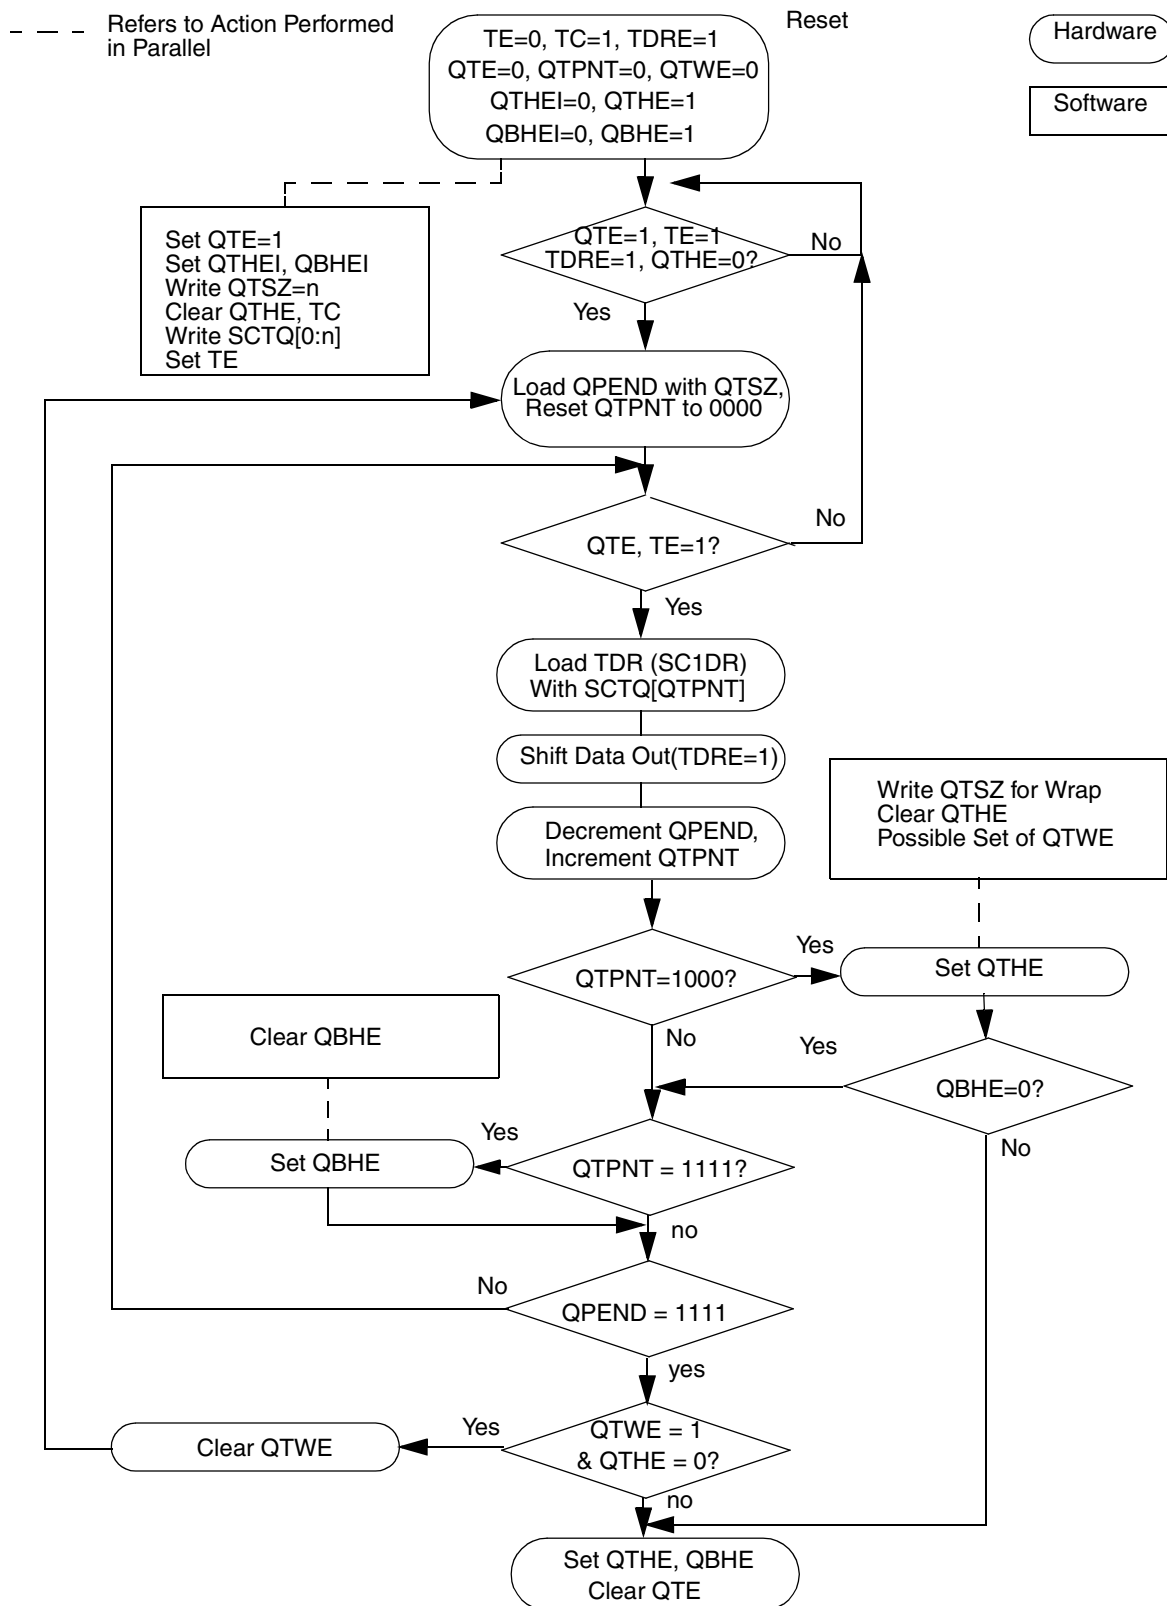 Refers to Action Performed
in Parallel
Reset
Hardware
Software
TE=0, TC=1, TDRE=1
QTE=0, QTPNT=0, QTWE=0
QTHEI=0, QTHE=1
QBHEI=0, QBHE=1
Set QTE=1
Set QTHEI, QBHEI
Write QTSZ=n
Clear QTHE, TC
Write SCTQ[0:n]
Set TE
QTE=1, TE=1
TDRE=1, QTHE=0?
No
Yes
Load QPEND with QTSZ,
Reset QTPNT to 0000
QTE, TE=1?
No
Yes
Load TDR (SC1DR)
With SCTQ[QTPNT]
Shift Data Out(TDRE=1)
Decrement QPEND,
Increment QTPNT
Write QTSZ for Wrap
Clear QTHE
Possible Set of QTWE
QTPNT=1000?
Yes
Set QTHE
No
Yes
QBHE=0?
No
Clear QBHE
Yes
Set QBHE
QTPNT = 1111?
no
No
QPEND = 1111
yes
Yes
QTWE = 1
& QTHE = 0?
Clear QTWE
no
Set QTHE, QBHE
Clear QTE